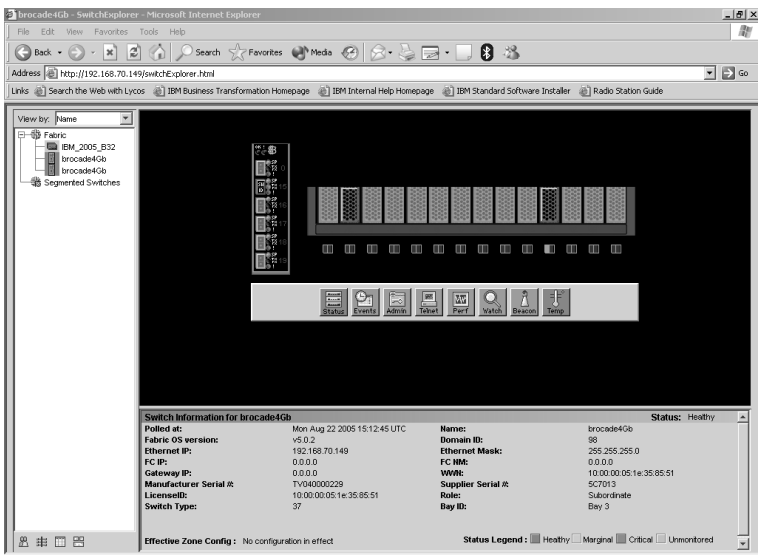 brocade4Gb - SwitchExplorer - Microsoft Internet Explorer
File Edit View Favorites Tools Help
Back Search Favorites Media
Address http://192.168.70.149/switchExplorer.html Go
Links Search the Web with Lycos IBM Business Transformation Homepage IBM Internal Help Homepage IBM Standard Software Installer Radio Station Guide
View by: Name
Fabric
IBM_2005_B32
brocade4Gb
brocade4Gb
Segmented Switches
0
15
16
17
18
19
Status Events Admin Telnet Perf Watch Beacon Temp
Switch Information for brocade4Gb Status: Healthy
Polled at: Mon Aug 22 2005 15:12:45 UTC Name: brocade4Gb
Fabric OS version: v5.0.2 Domain ID: 98
Ethernet IP: 192.168.70.149 Ethernet Mask: 255.255.255.0
FC IP: 0.0.0.0 FC NM: 0.0.0.0
Gateway IP: 0.0.0.0 WWN: 10:00:00:05:1e:35:85:51
Manufacturer Serial #: TV040000229 Supplier Serial #: 5C7013
LicenseID: 10:00:00:05:1e:35:85:51 Role: Subordinate
Switch Type: 37 Bay ID: Bay 3
Effective Zone Config : No configuration in effect Status Legend : Healthy Marginal Critical Unmonitored